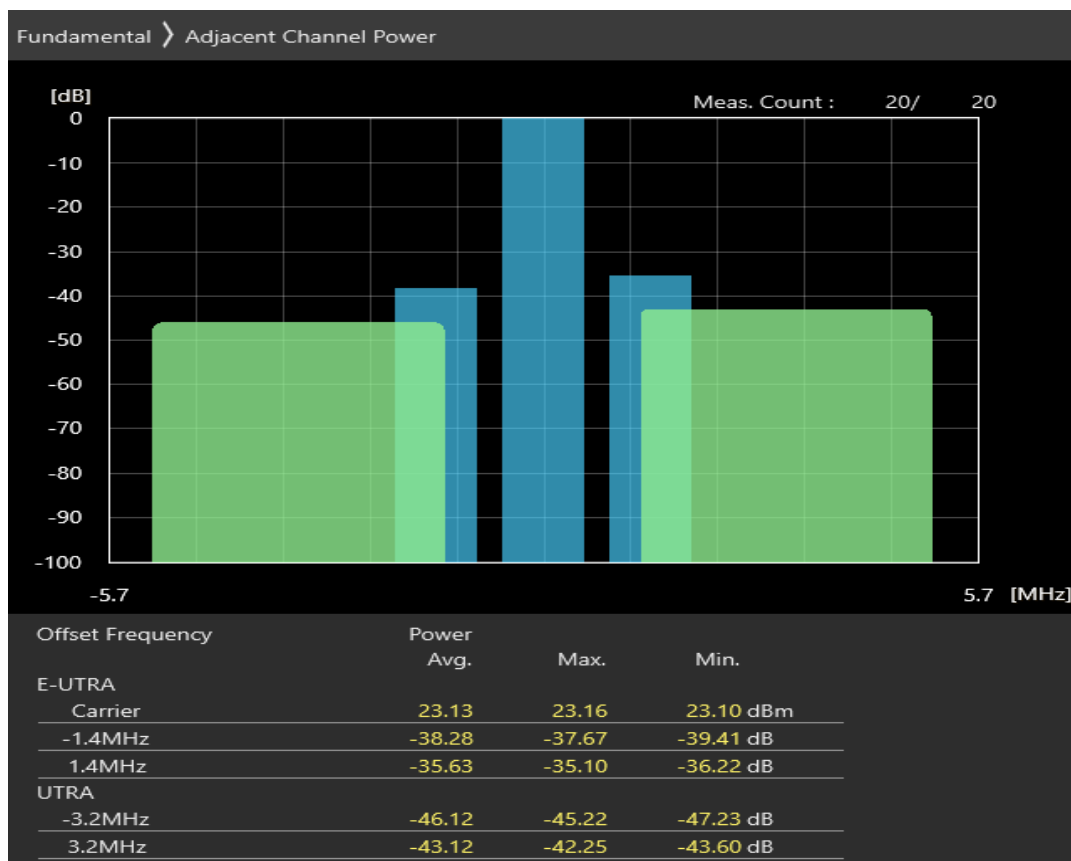 Fundamental 〉 Adjacent Channel Power
[dB]
Meas. Count : 20/ 20
0
-10
-20
-30
-40
-50
-60
-70
-80
-90
-100
-5.7 5.7 [MHz]
Offset Frequency Power
Avg. Max. Min.
E-UTRA
Carrier 23.13 23.16 23.10 dBm
-1.4MHz -38.28 -37.67 -39.41 dB
1.4MHz -35.63 -35.10 -36.22 dB
UTRA
-3.2MHz -46.12 -45.22 -47.23 dB
3.2MHz -43.12 -42.25 -43.60 dB